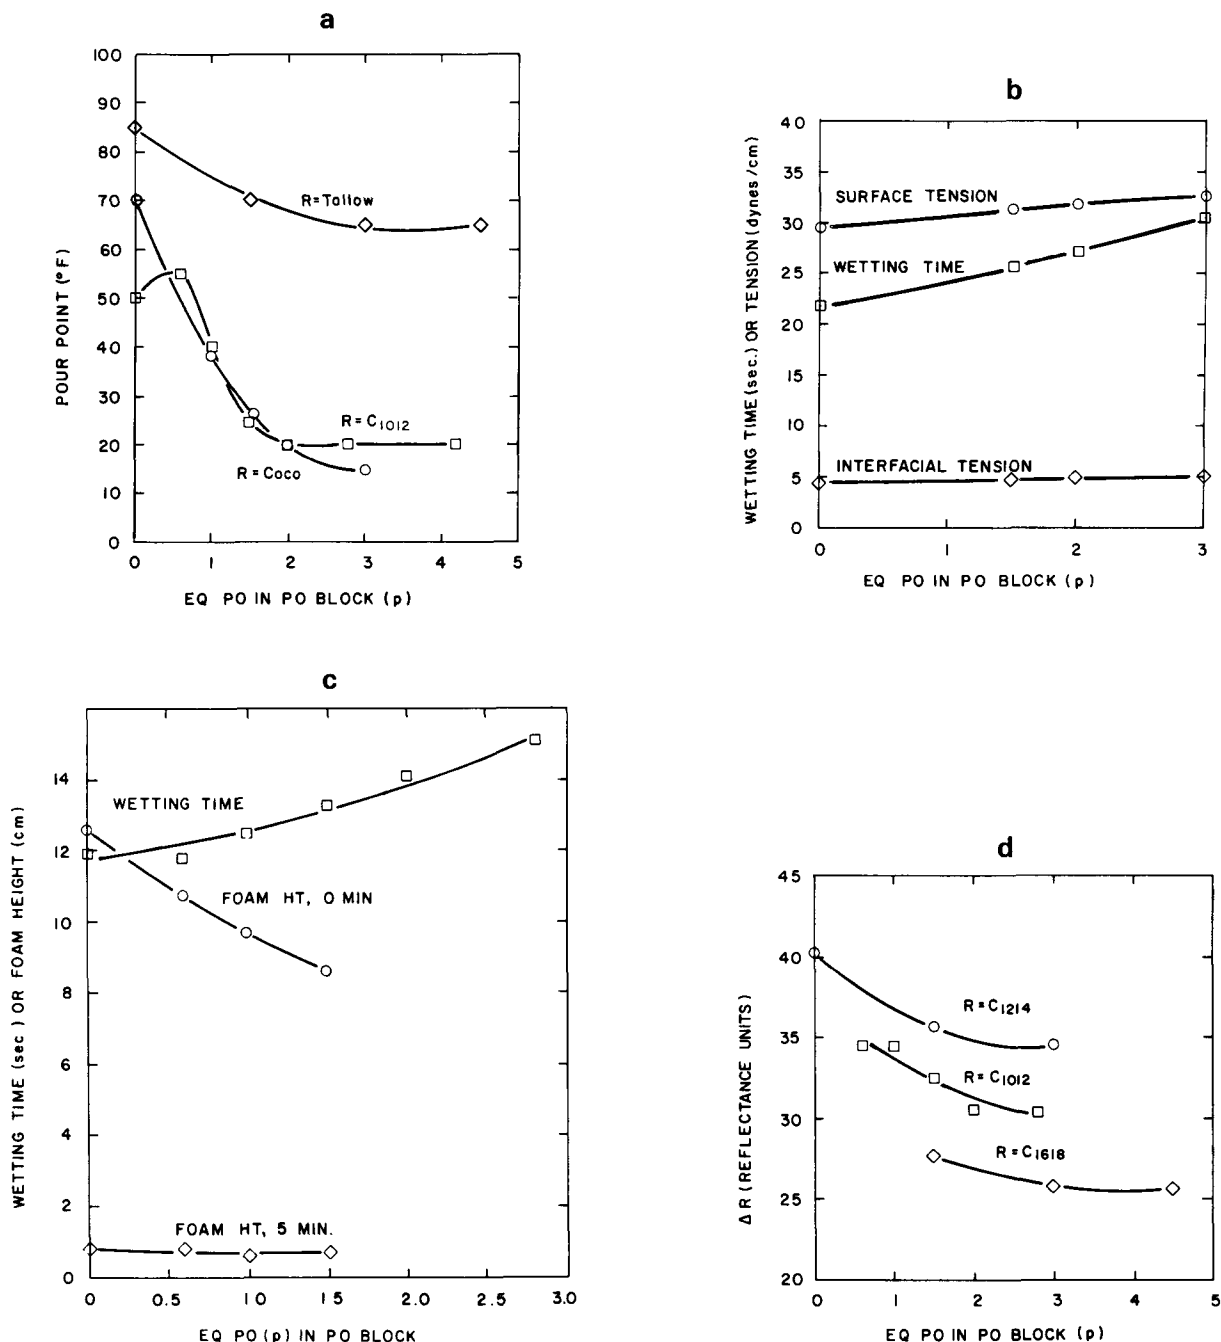 a
100
90
80
70
60
50
40
30
20
10
0
POUR POINT (°F)
R=Tallow
R=C1012
R=Coco
0 1 2 3 4 5
EQ PO IN PO BLOCK (p)
b
40
35
30
25
20
15
10
5
0
WETTING TIME (sec.) OR TENSION (dynes/cm)
SURFACE TENSION
WETTING TIME
INTERFACIAL TENSION
0 1 2 3
EQ PO IN PO BLOCK (p)
c
14
12
10
8
6
4
2
0
WETTING TIME (sec) OR FOAM HEIGHT (cm)
WETTING TIME
FOAM HT, 0 MIN
FOAM HT, 5 MIN.
0 0.5 1.0 1.5 2.0 2.5 3.0
EQ PO (p) IN PO BLOCK
d
45
40
35
30
25
20
Δ R (REFLECTANCE UNITS)
R=C1214
R=C1012
R=C1618
0 1 2 3 4 5
EQ PO IN PO BLOCK (p)